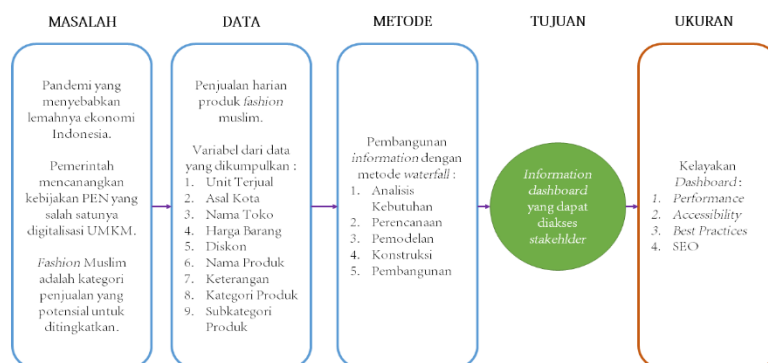 MASALAH
DATA
METODE
TUJUAN
UKURAN
Pandemi yang
menyebabkan
lemahnya ekonomi
Indonesia.
Pemerintah
mencanangkan
kebijakan PEN yang
salah satunya
digitalisasi UMKM.
Fashion Muslim
adalah kategori
penjualan yang
potensial untuk
ditingkatkan.
Penjualan harian
produk fashion
muslim.
Variabel dari data
yang dikumpulkan :
1. Unit Terjual
2. Asal Kota
3. Nama Toko
4. Harga Barang
5. Diskon
6. Nama Produk
7. Keterangan
8. Kategori Produk
9. Subkategori
Produk
Pembangunan
information dengan
metode waterfall :
1. Analisis
Kebutuhan
2. Perencanaan
3. Pemodelan
4. Konstruksi
5. Pembangunan
Information
dashboard
yang dapat
diakses
stakehlder
Kelayakan
Dashboard :
1. Performance
2. Accessibility
3. Best Practices
4. SEO